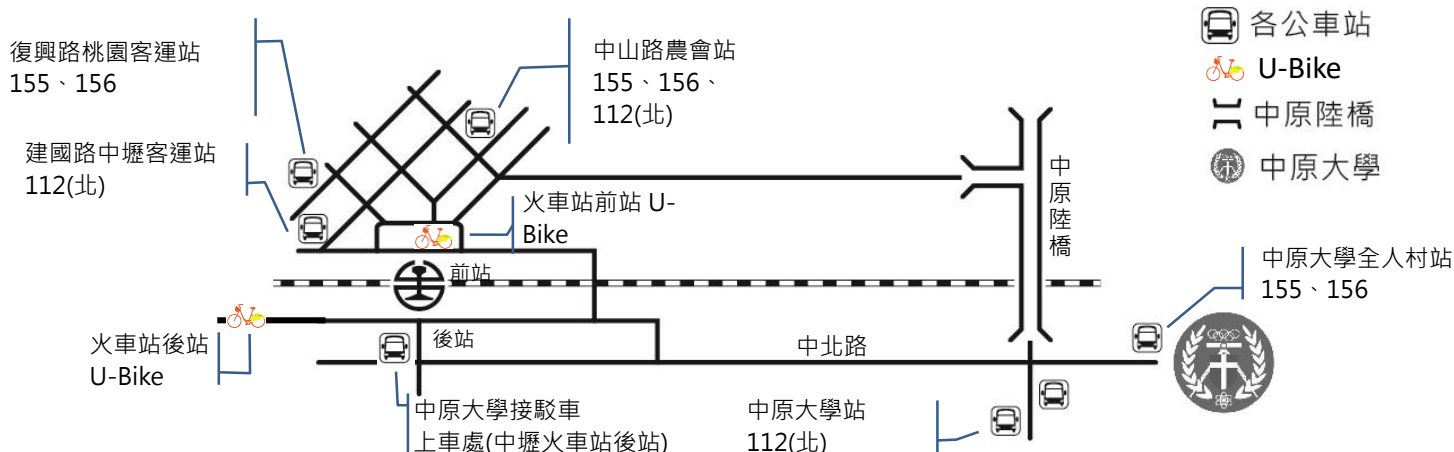 復興路桃園客運站
155、156
中山路農會站
155、156、
112(北)
各公車站
U-Bike
中原陸橋
中原大學
建國路中壢客運站
112(北)
火車站前站 U-
Bike
中原陸橋
前站
中原大學全人村站
155、156
火車站後站
U-Bike
後站
中北路
中原大學接駁車
上車處(中壢火車站後站)
中原大學站
112(北)